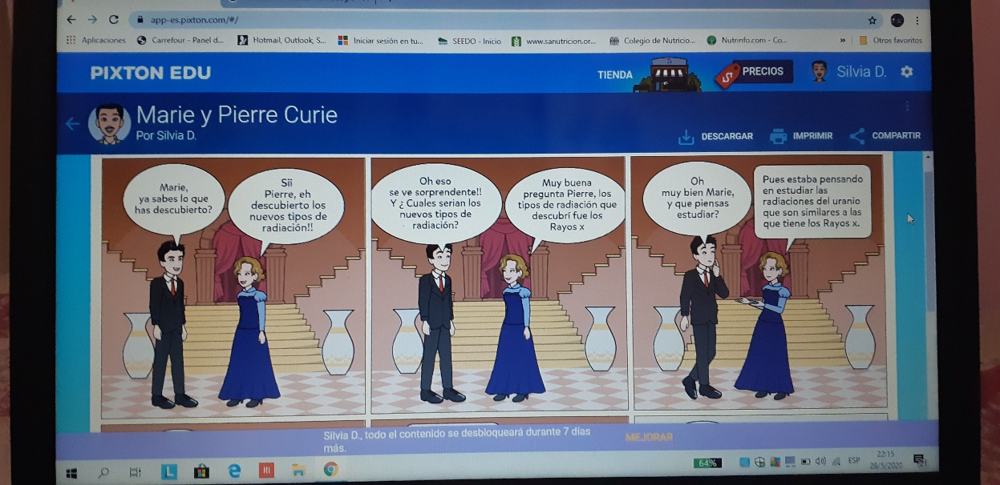 app-es.pixton.com/#/
Aplicaciones Carrefour - Panel d... Hotmail, Outlook, S... Iniciar sesión en tu... SEEDO - Inicio www.sanutricion.or... Colegio de Nutricio... Nutrinfo.com - Co... » Otros favoritos
PIXTON EDU
TIENDA
PRECIOS
Silvia D.
Marie y Pierre Curie
Por Silvia D.
DESCARGAR
IMPRIMIR
COMPARTIR
Marie,
ya sabes lo que
has descubierto?
Sii
Pierre, eh
descubierto los
nuevos tipos de
radiación!!
Oh eso
se ve sorprendente!!
Y ¿ Cuales serian los
nuevos tipos de
radiación?
Muy buena
pregunta Pierre, los
tipos de radiación que
descubrí fue los
Rayos x
Oh
muy bien Marie,
y que piensas
estudiar?
Pues estaba pensando
en estudiar las
radiaciones del uranio
que son similares a las
que tiene los Rayos x.
Silvia D., todo el contenido se desbloqueará durante 7 días
más.
MEJORAR
64%
ESP
22:15
28/5/2020